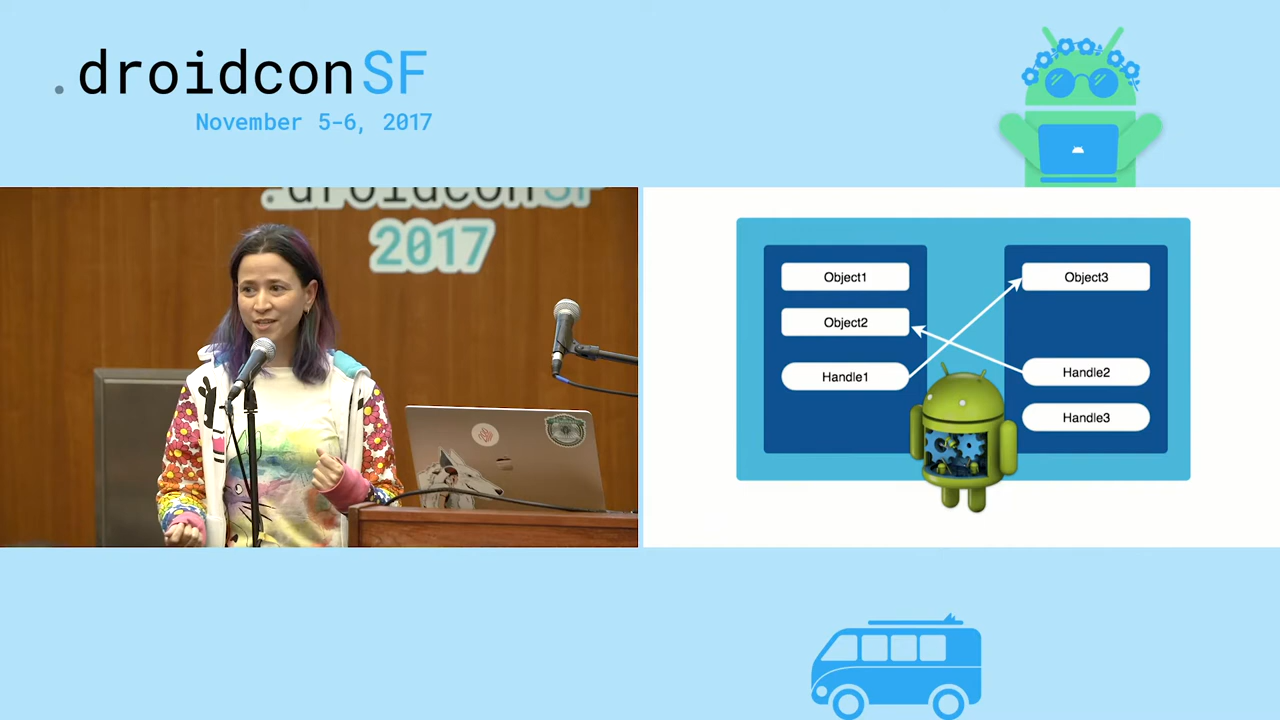 .droidconSF
November 5-6, 2017
.droidconSF
2017
Object1
Object2
Handle1
Object3
Handle2
Handle3